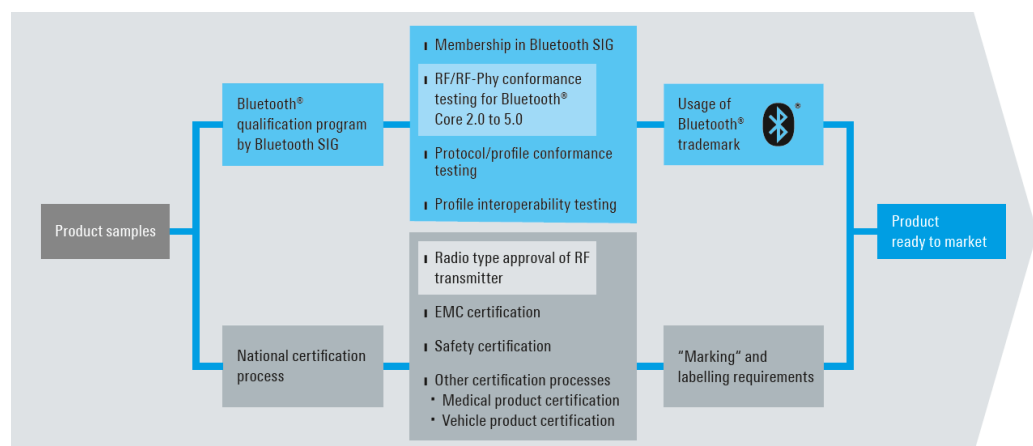 Product samples
Bluetooth®
qualification program
by Bluetooth SIG
Membership in Bluetooth SIG
RF/RF-Phy conformance
testing for Bluetooth®
Core 2.0 to 5.0
Protocol/profile conformance
testing
Profile interoperability testing
Usage of
Bluetooth®
trademark
®
National certification
process
Radio type approval of RF
transmitter
EMC certification
Safety certification
Other certification processes
• Medical product certification
• Vehicle product certification
“Marking“ and
labelling requirements
Product
ready to market